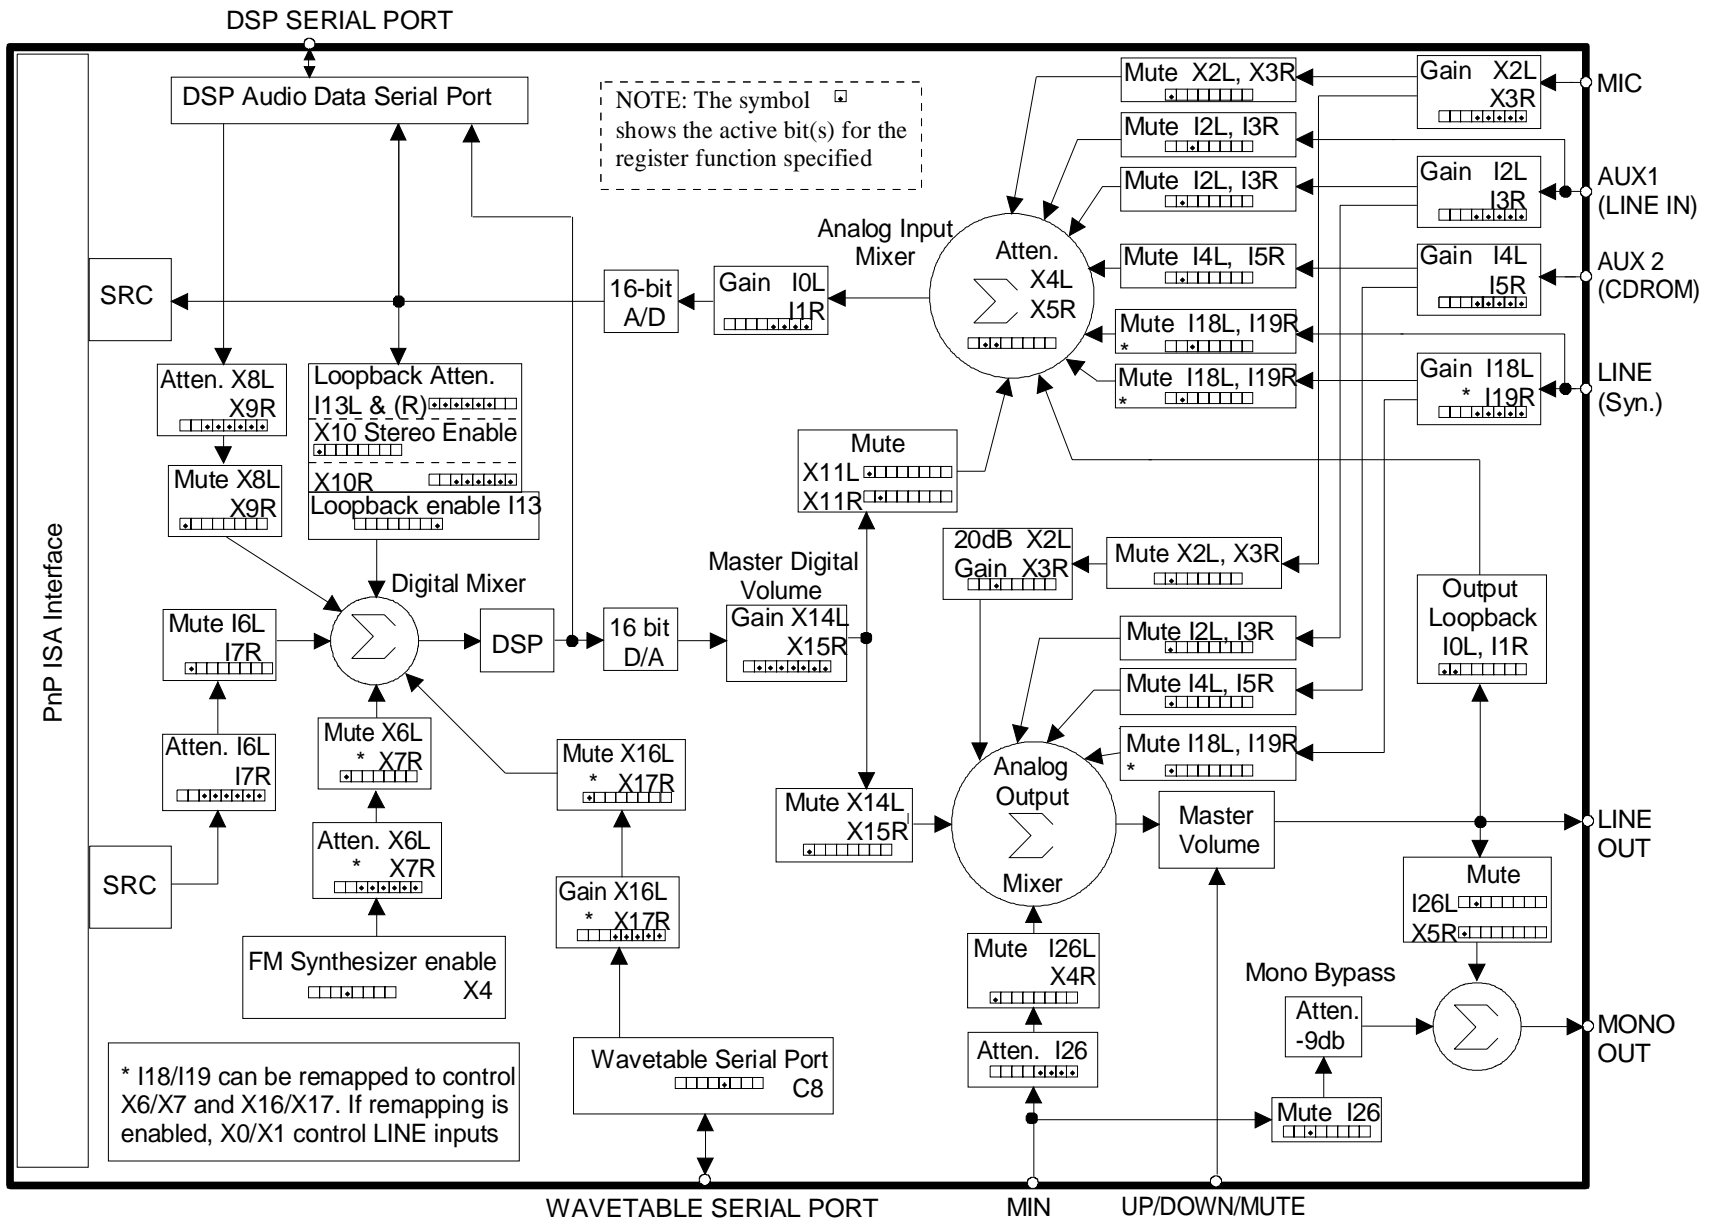 DSP SERIAL PORT
DSP Audio Data Serial Port
NOTE: The symbol
shows the active bit(s) for the
register function specified
Mute X2L, X3R
Gain X2L
X3R
MIC
Mute I2L, I3R
Mute I2L, I3R
Gain I2L
I3R
AUX1
(LINE IN)
Analog Input
Mixer
Atten.
X4L
X5R
Mute I4L, I5R
Gain I4L
I5R
AUX 2
(CDROM)
SRC
16-bit
A/D
Gain I0L
I1R
Mute I18L, I19R
*
Mute I18L, I19R
*
Gain I18L
* I19R
LINE
(Syn.)
Atten. X8L
X9R
Loopback Atten.
I13L & (R)
X10 Stereo Enable
X10R
Loopback enable I13
Mute X8L
X9R
Mute
X11L
X11R
PnP ISA Interface
20dB X2L
Gain X3R
Mute X2L, X3R
Digital Mixer
Master Digital
Volume
Output
Loopback
I0L, I1R
Mute I6L
I7R
DSP
16 bit
D/A
Gain X14L
X15R
Mute I2L, I3R
Mute I4L, I5R
Mute I18L, I19R
*
Atten. I6L
I7R
Mute X6L
* X7R
Mute X16L
* X17R
Mute X14L
X15R
Analog
Output
Mixer
Master
Volume
LINE
OUT
SRC
Atten. X6L
* X7R
Gain X16L
* X17R
Mute
I26L
X5R
FM Synthesizer enable
X4
Mute I26L
X4R
Mono Bypass
Atten.
-9db
MONO
OUT
Wavetable Serial Port
C8
Atten. I26
Mute I26
* I18/I19 can be remapped to control
X6/X7 and X16/X17. If remapping is
enabled, X0/X1 control LINE inputs
WAVETABLE SERIAL PORT
MIN
UP/DOWN/MUTE